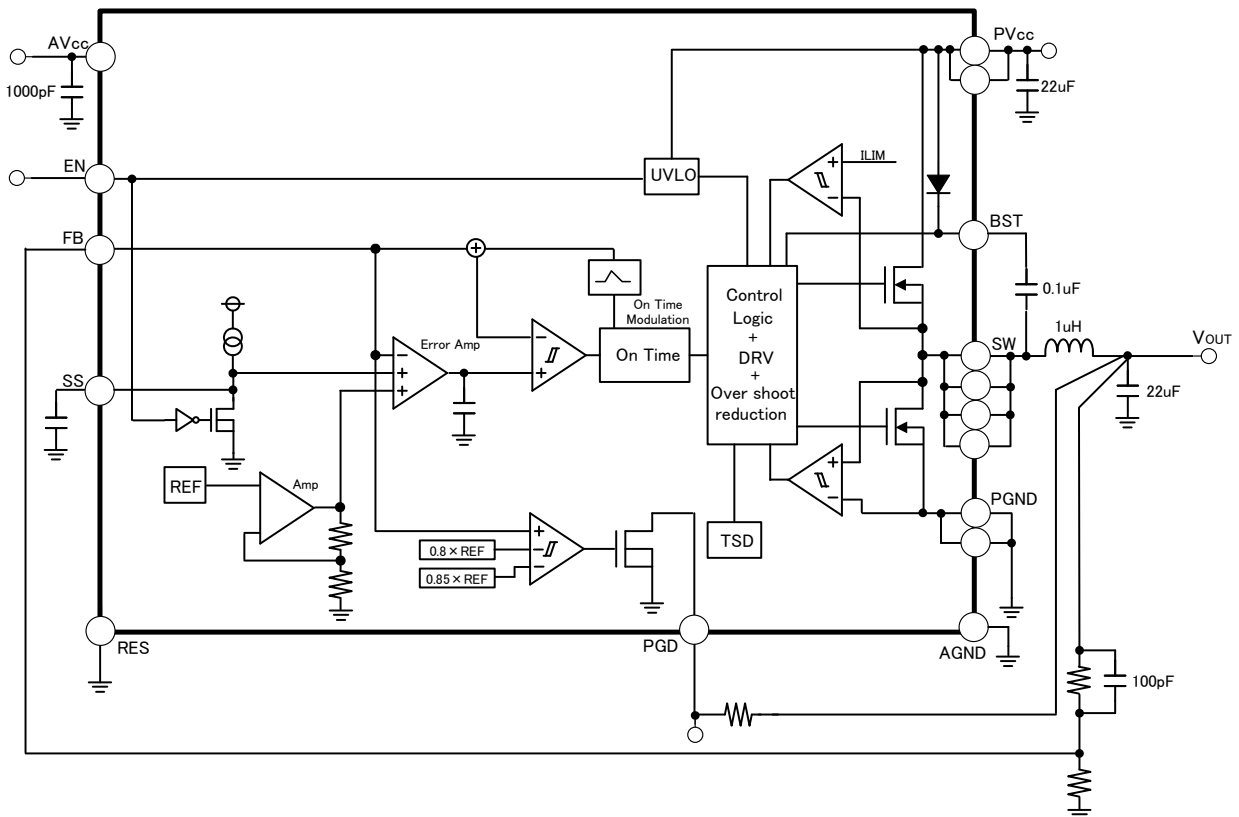 AVcc
PVcc
1000pF
22uF
ILIM
EN
UVLO
BST
FB
Control
Logic
+
DRV
+
Over shoot
reduction
0.1uF
On Time
Modulation
1uH
Error Amp
On Time
SW
VOUT
SS
22uF
REF
Amp
PGND
0.8×REF
TSD
0.85×REF
RES
PGD
AGND
100pF